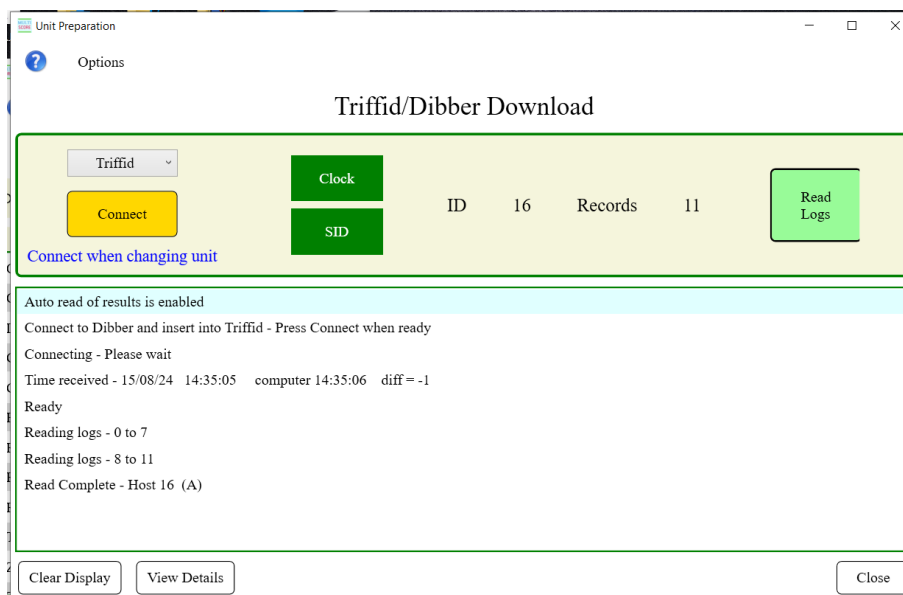 Unit Preparation
Options
Triffid/Dibber Download
Triffid
Connect
Connect when changing unit
Clock
SID
ID 16 Records 11
Read
Logs
Auto read of results is enabled
Connect to Dibber and insert into Triffid - Press Connect when ready
Connecting - Please wait
Time received - 15/08/24 14:35:05 computer 14:35:06 diff = -1
Ready
Reading logs - 0 to 7
Reading logs - 8 to 11
Read Complete - Host 16 (A)
Clear Display
View Details
Close